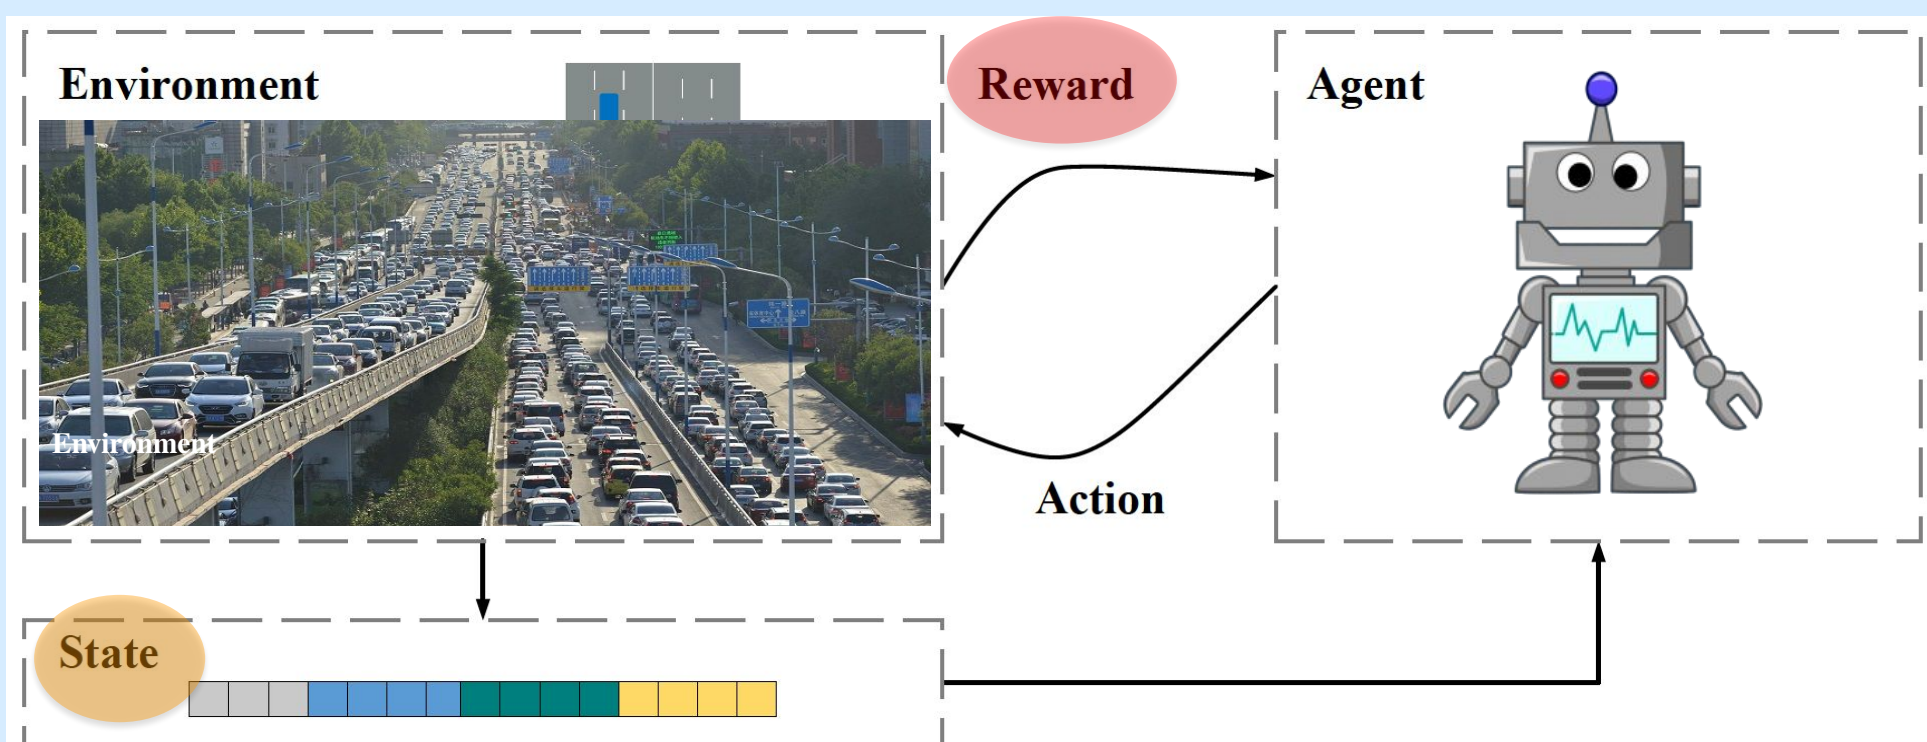 Environment
Reward
Agent
Environment
Action
State